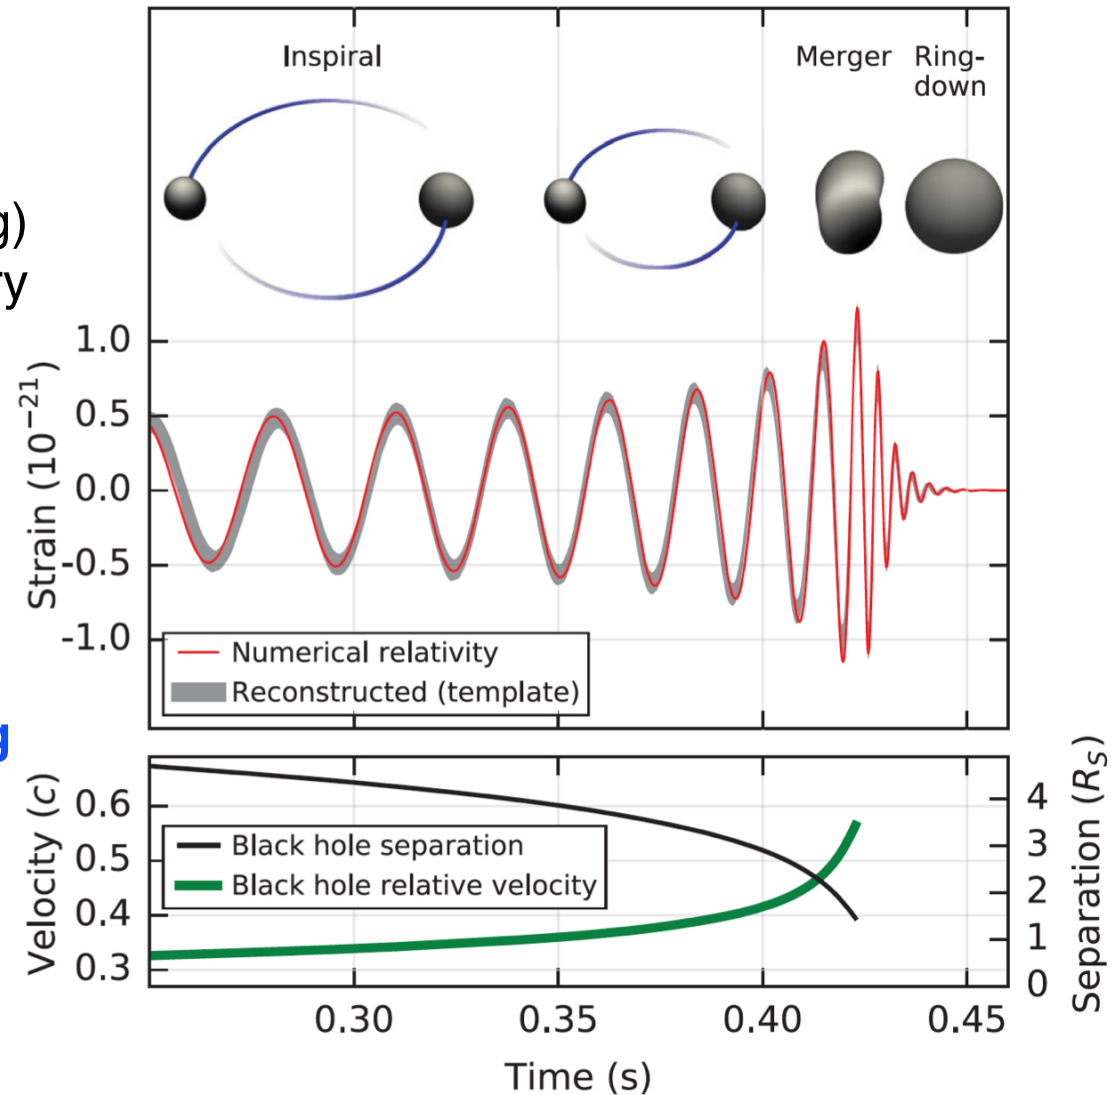 Inspiral
Merger
Ring-
down
g)
ry
g
Strain (10⁻²¹)
1.0
0.5
0.0
-0.5
-1.0
Numerical relativity
Reconstructed (template)
Velocity (c)
0.6
0.5
0.4
0.3
Black hole separation
Black hole relative velocity
4
3
2
1
0
Separation (R_S)
0.30
0.35
0.40
0.45
Time (s)